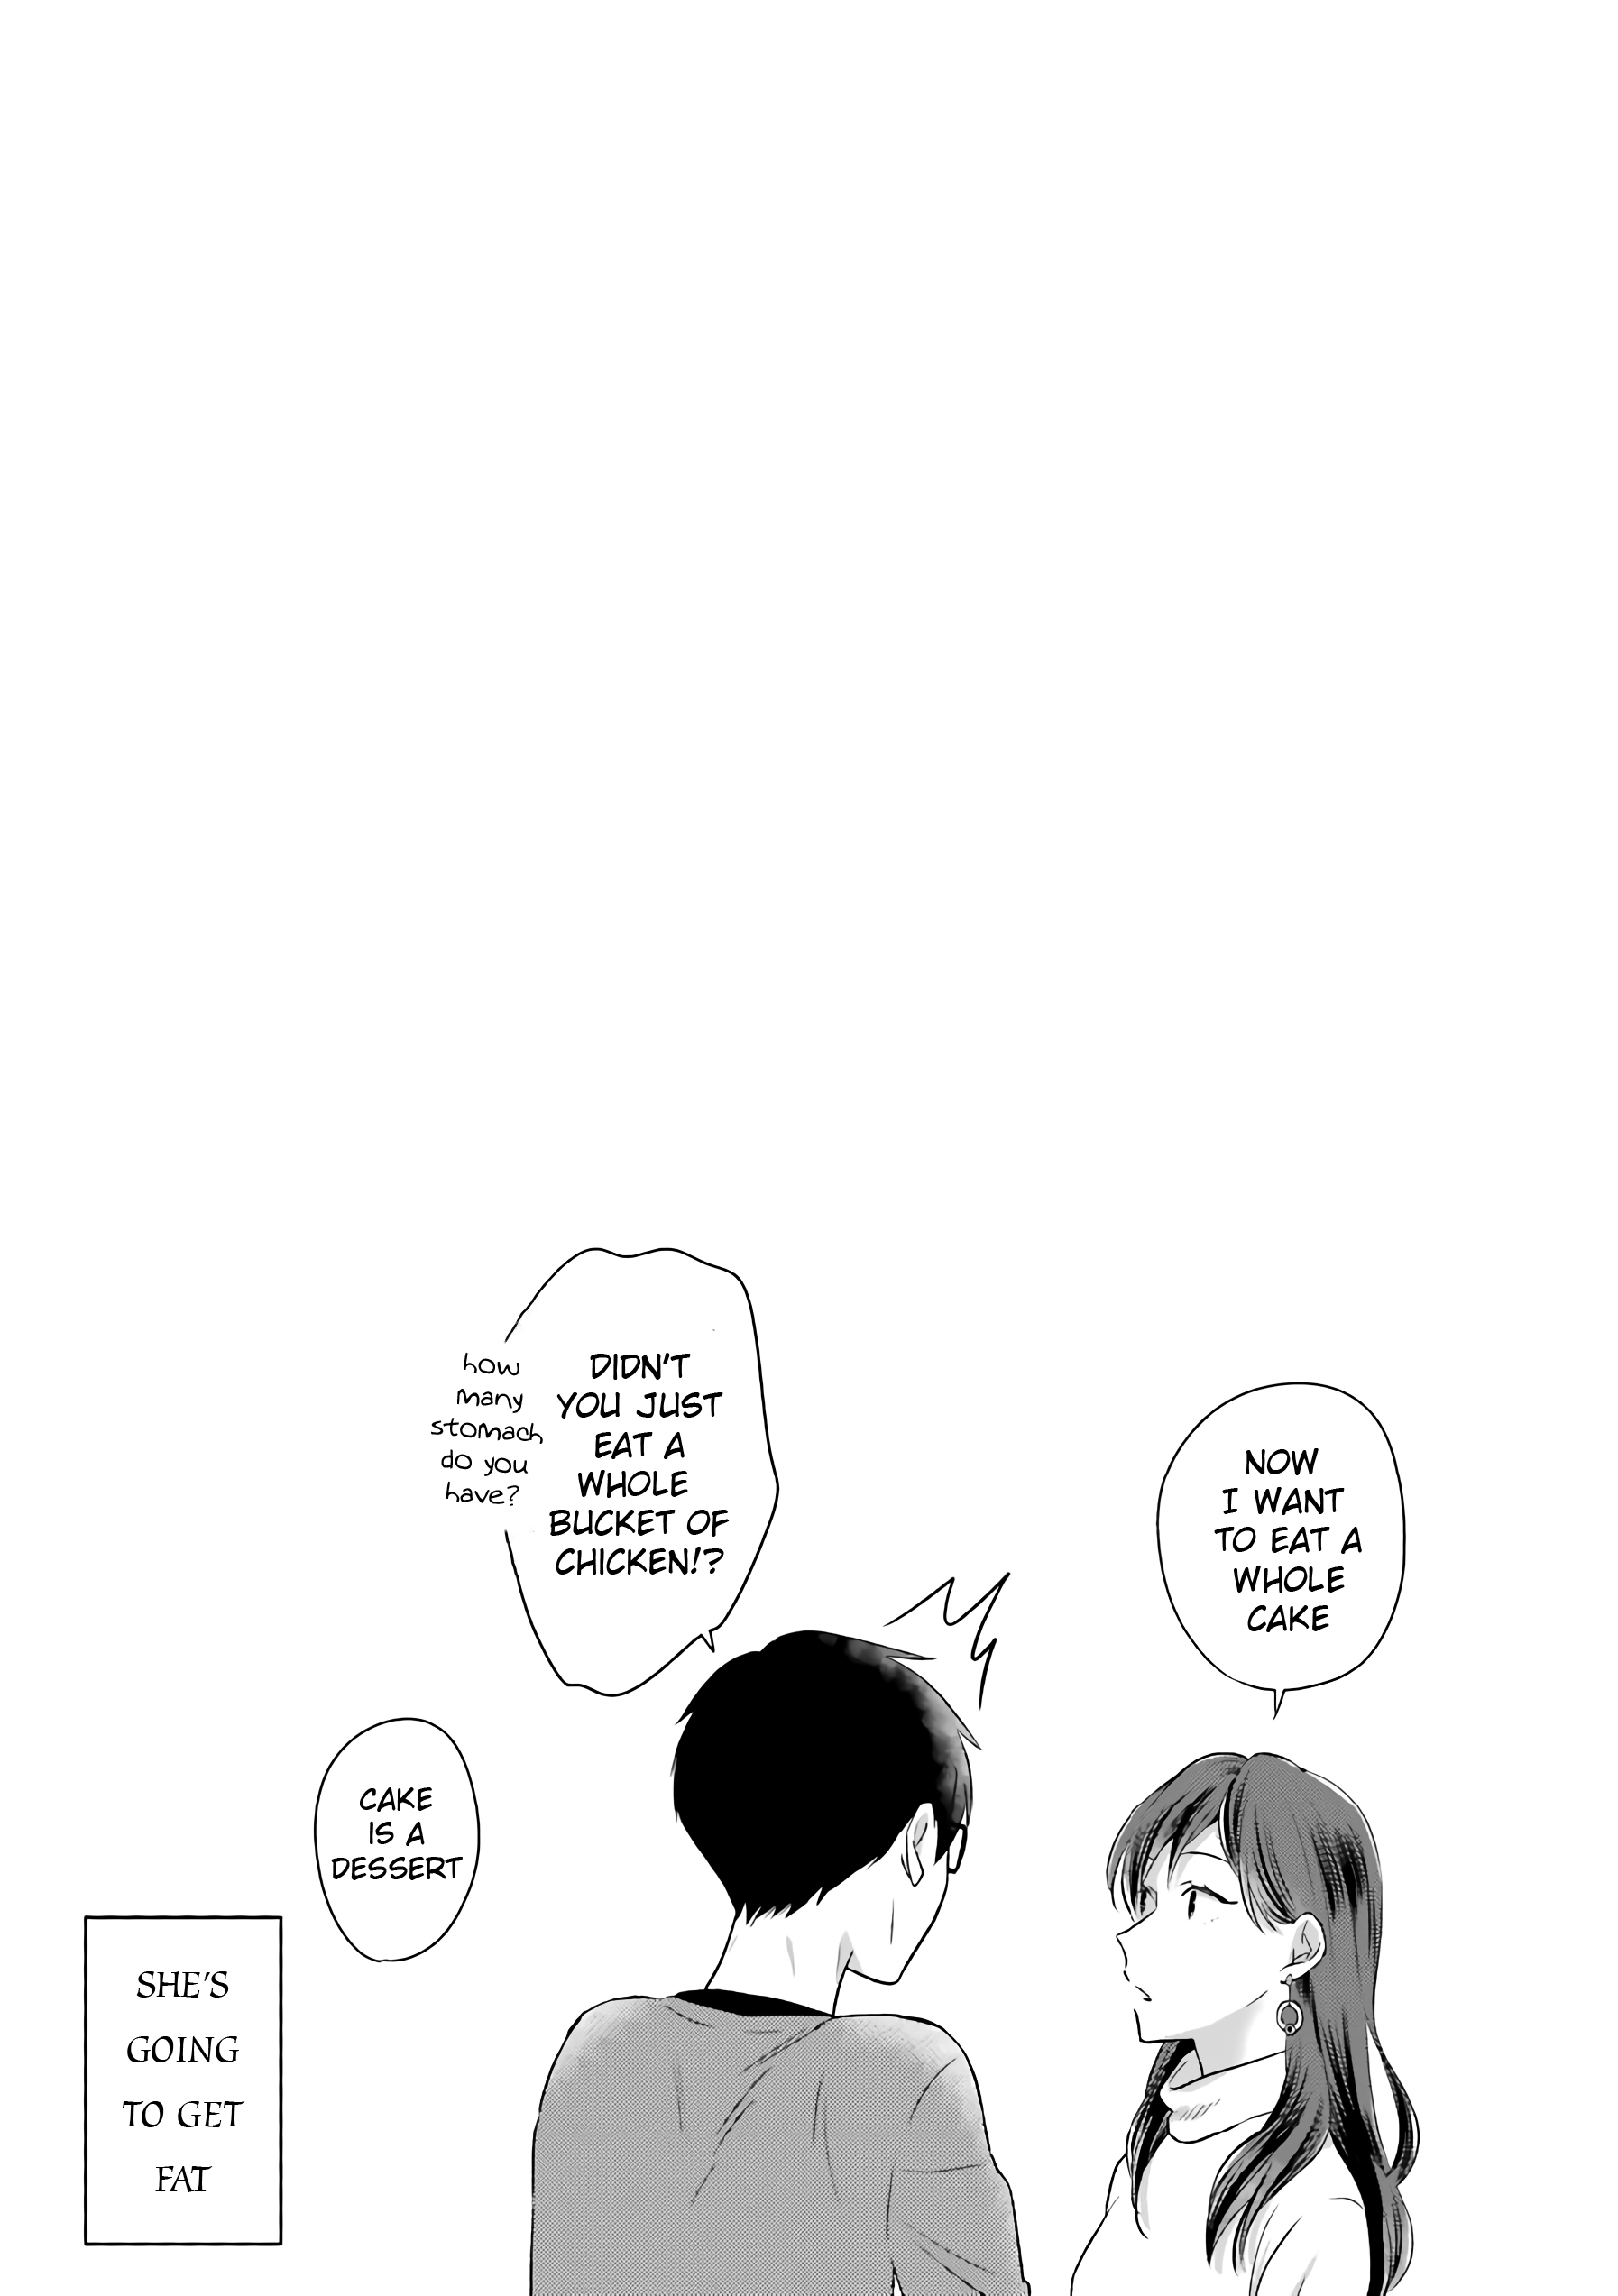 NOW
I WANT
TO EAT A
WHOLE
CAKE
DIDN'T
YOU JUST
EAT A
WHOLE
BUCKET OF
CHICKEN!?
how
many
stomach
do you
have?
CAKE
IS A
DESSERT
SHE'S
GOING
TO GET
FAT